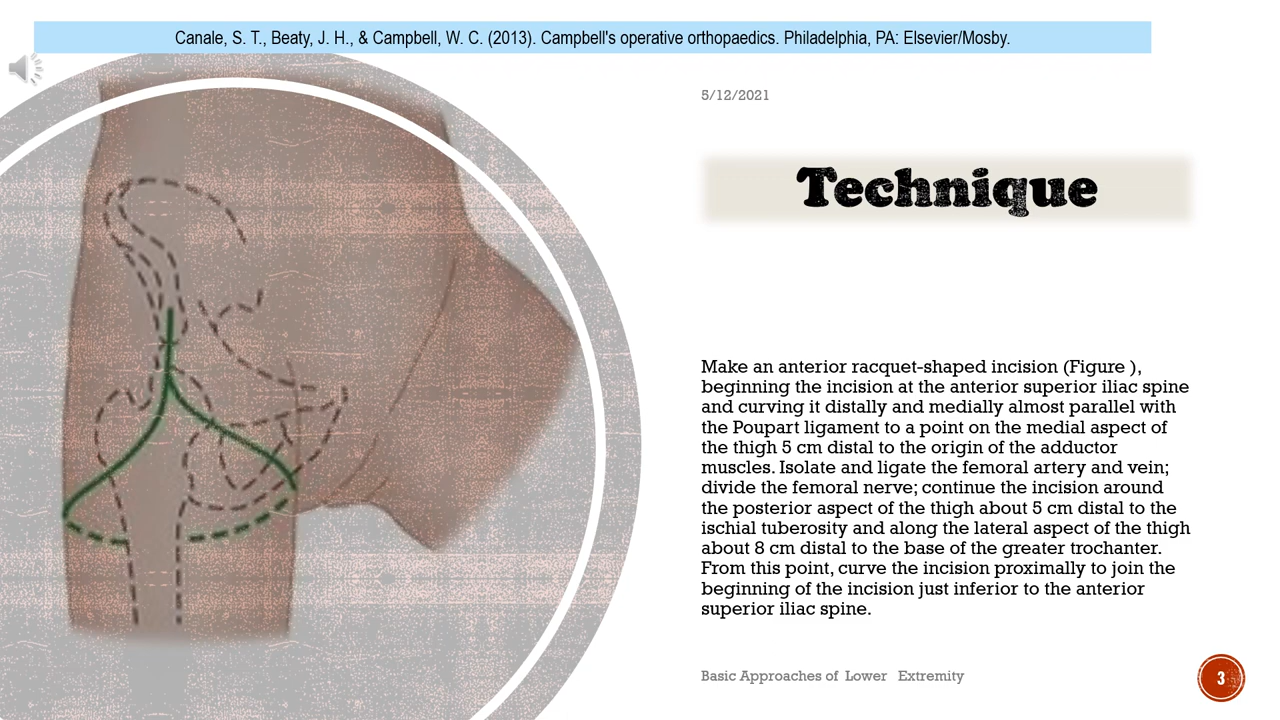 Canale, S. T., Beaty, J. H., & Campbell, W. C. (2013). Campbell's operative orthopaedics. Philadelphia, PA: Elsevier/Mosby.
5/12/2021
Technique
Make an anterior racquet-shaped incision (Figure ),
beginning the incision at the anterior superior iliac spine
and curving it distally and medially almost parallel with
the Poupart ligament to a point on the medial aspect of
the thigh 5 cm distal to the origin of the adductor
muscles. Isolate and ligate the femoral artery and vein;
divide the femoral nerve; continue the incision around
the posterior aspect of the thigh about 5 cm distal to the
ischial tuberosity and along the lateral aspect of the thigh
about 8 cm distal to the base of the greater trochanter.
From this point, curve the incision proximally to join the
beginning of the incision just inferior to the anterior
superior iliac spine.
Basic Approaches of Lower Extremity
3